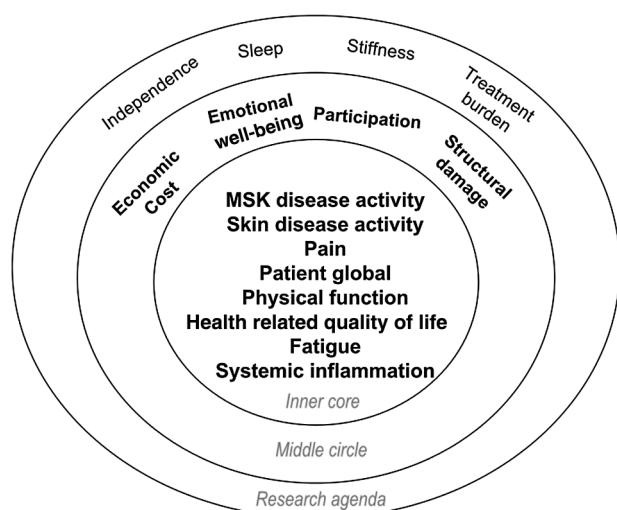 Independence
Sleep
Stiffness
Treatment
burden
Economic
Cost
Emotional
well-being
Participation
Structural
damage
MSK disease activity
Skin disease activity
Pain
Patient global
Physical function
Health related quality of life
Fatigue
Systemic inflammation
Inner core
Middle circle
Research agenda